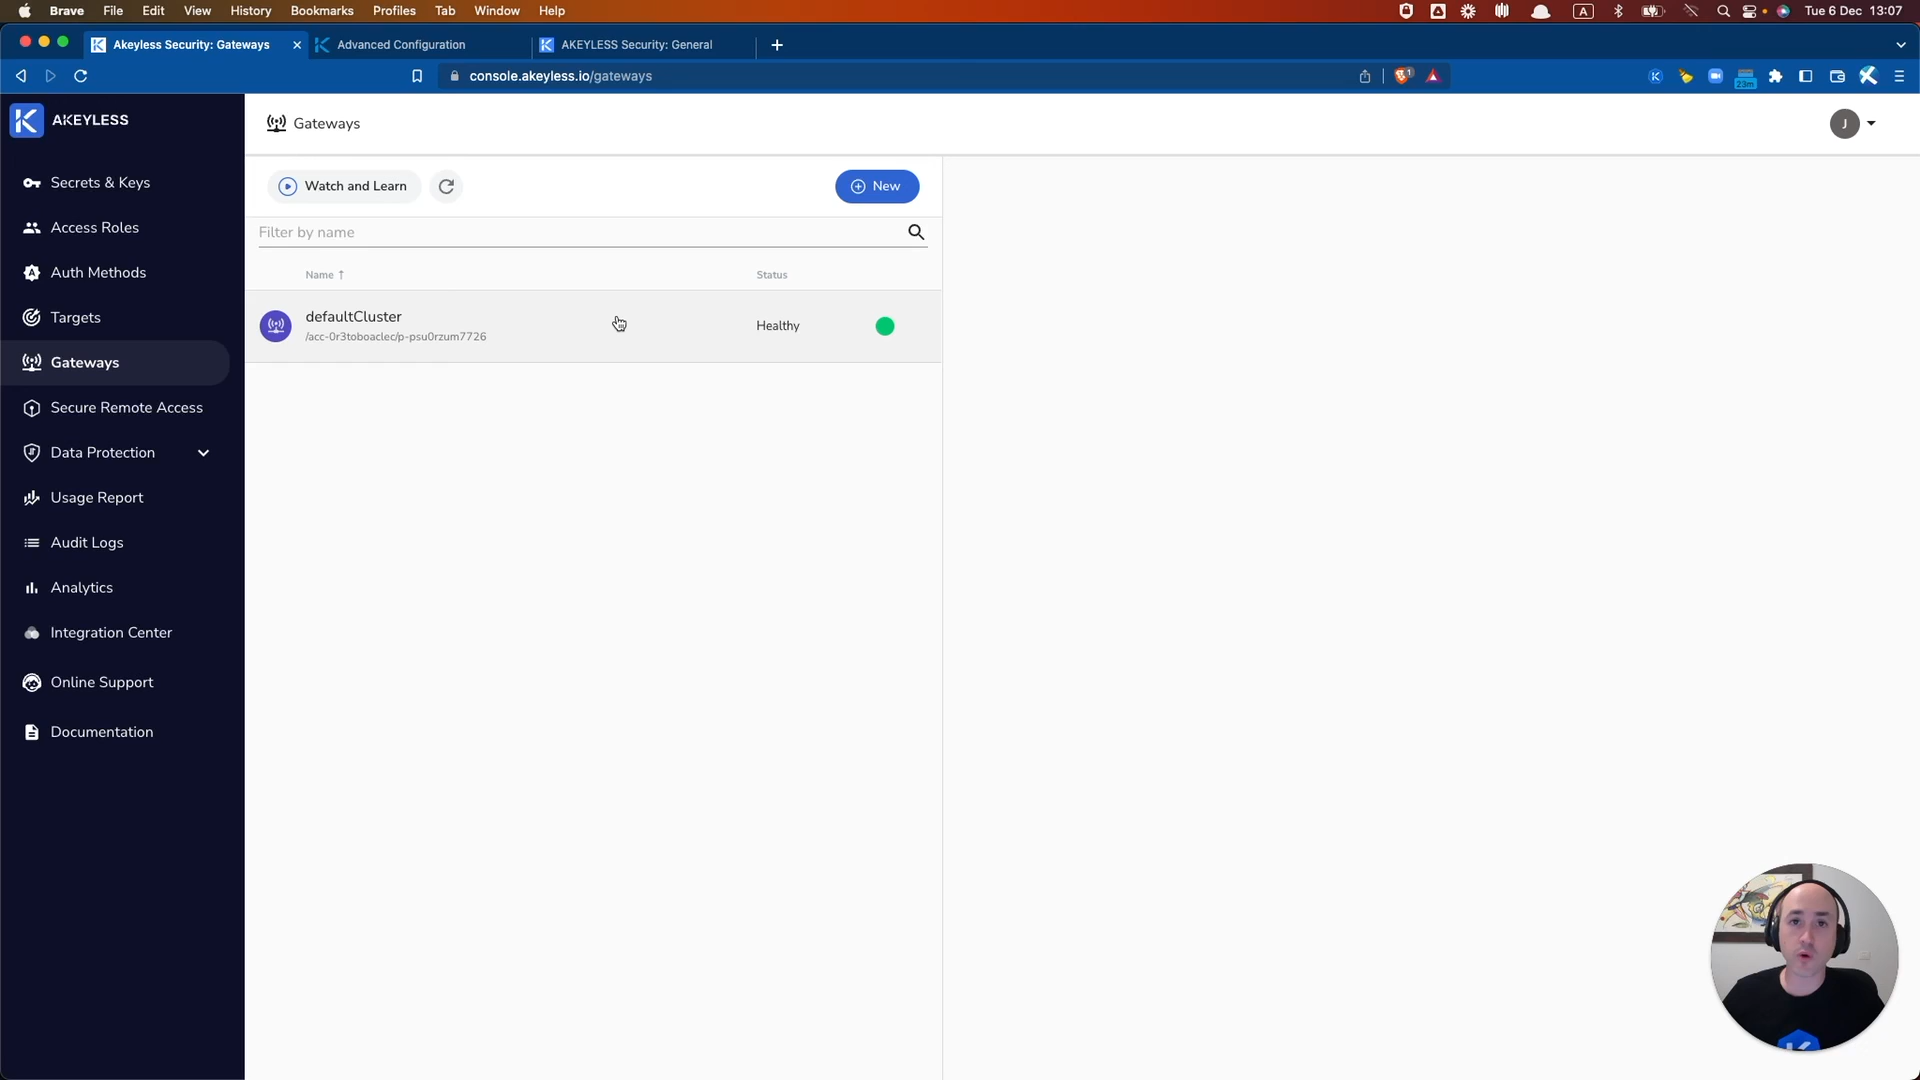 Brave File Edit View History Bookmarks Profiles Tab Window Help
A
Tue 6 Dec 13:07
Akeyless Security: Gateways
Advanced Configuration
AKEYLESS Security: General
console.akeyless.io/gateways
1
23m
AKEYLESS
Gateways
J
Secrets & Keys
Access Roles
Auth Methods
Targets
Gateways
Secure Remote Access
Data Protection
Usage Report
Audit Logs
Analytics
Integration Center
Online Support
Documentation
Watch and Learn
New
Filter by name
Name ↑
Status
defaultCluster
/acc-0r3toboaclec/p-psu0rzum7726
Healthy